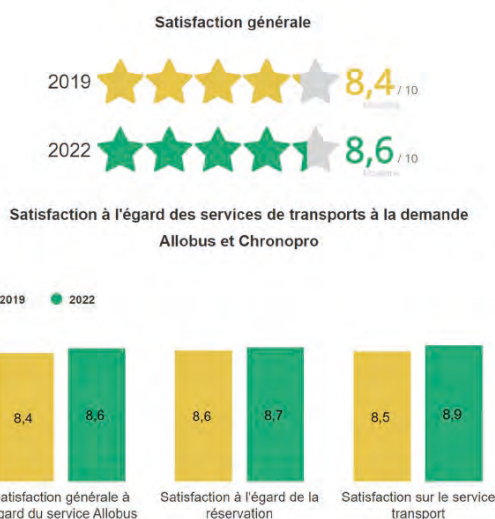 Satisfaction générale
2019
8,4 / 10
Moyenne
2022
8,6 / 10
Moyenne
Satisfaction à l'égard des services de transports à la demande
Allobus et Chronopro
2019 2022
8,4 8,6 8,6 8,7 8,5 8,9
atisfaction générale à Satisfaction à l'égard de la Satisfaction sur le service
gard du service Allobus réservation transport